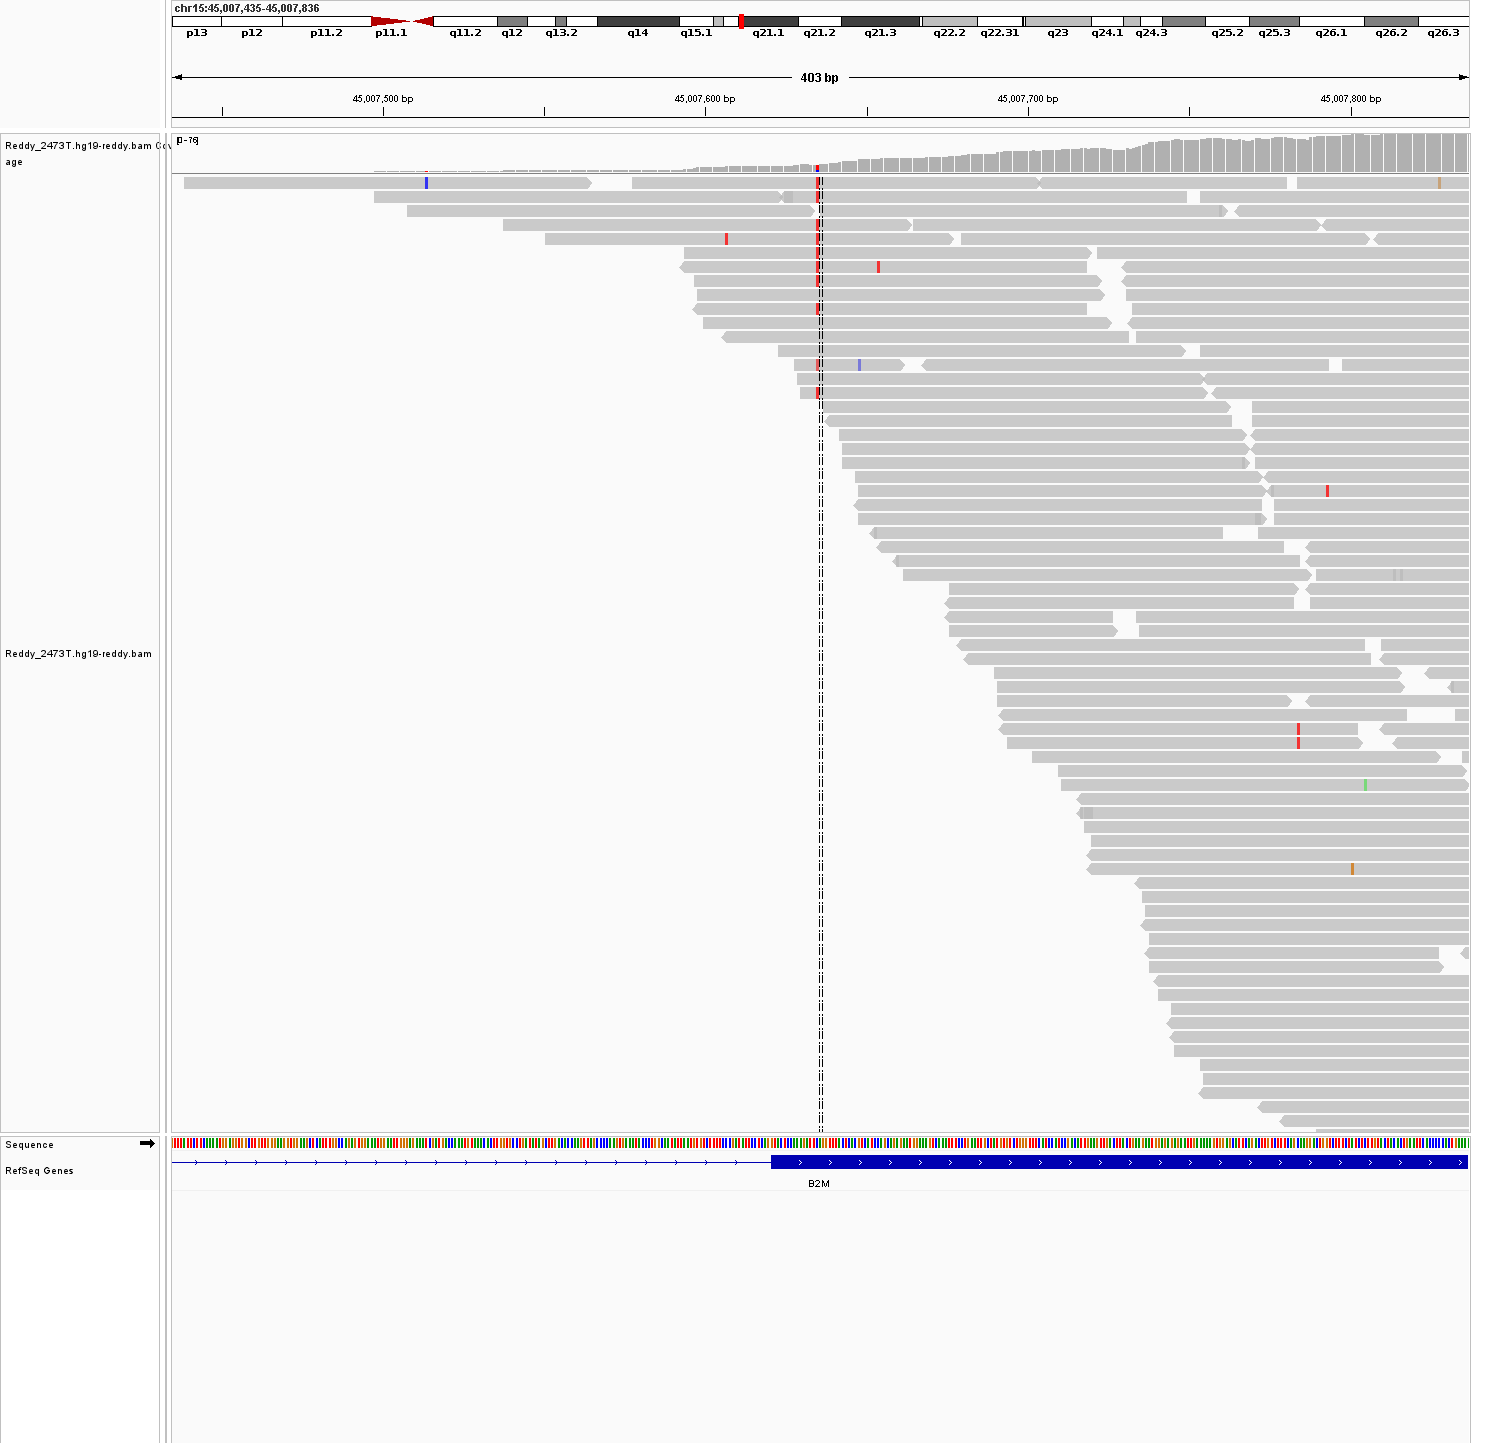 chr15:45,007,435-45,007,836
p13 p12 p11.2 p11.1 q11.2 q12 q13.2 q14 q15.1 q21.1 q21.2 q21.3 q22.2 q22.31 q23 q24.1 q24.3 q25.2 q25.3 q26.1 q26.2 q26.3
403 bp
45,007,500 bp 45,007,600 bp 45,007,700 bp 45,007,800 bp
Reddy_2473T.hg19-reddy.bam Cov
age
[0-76]
Reddy_2473T.hg19-reddy.bam
Sequence
RefSeq Genes
B2M